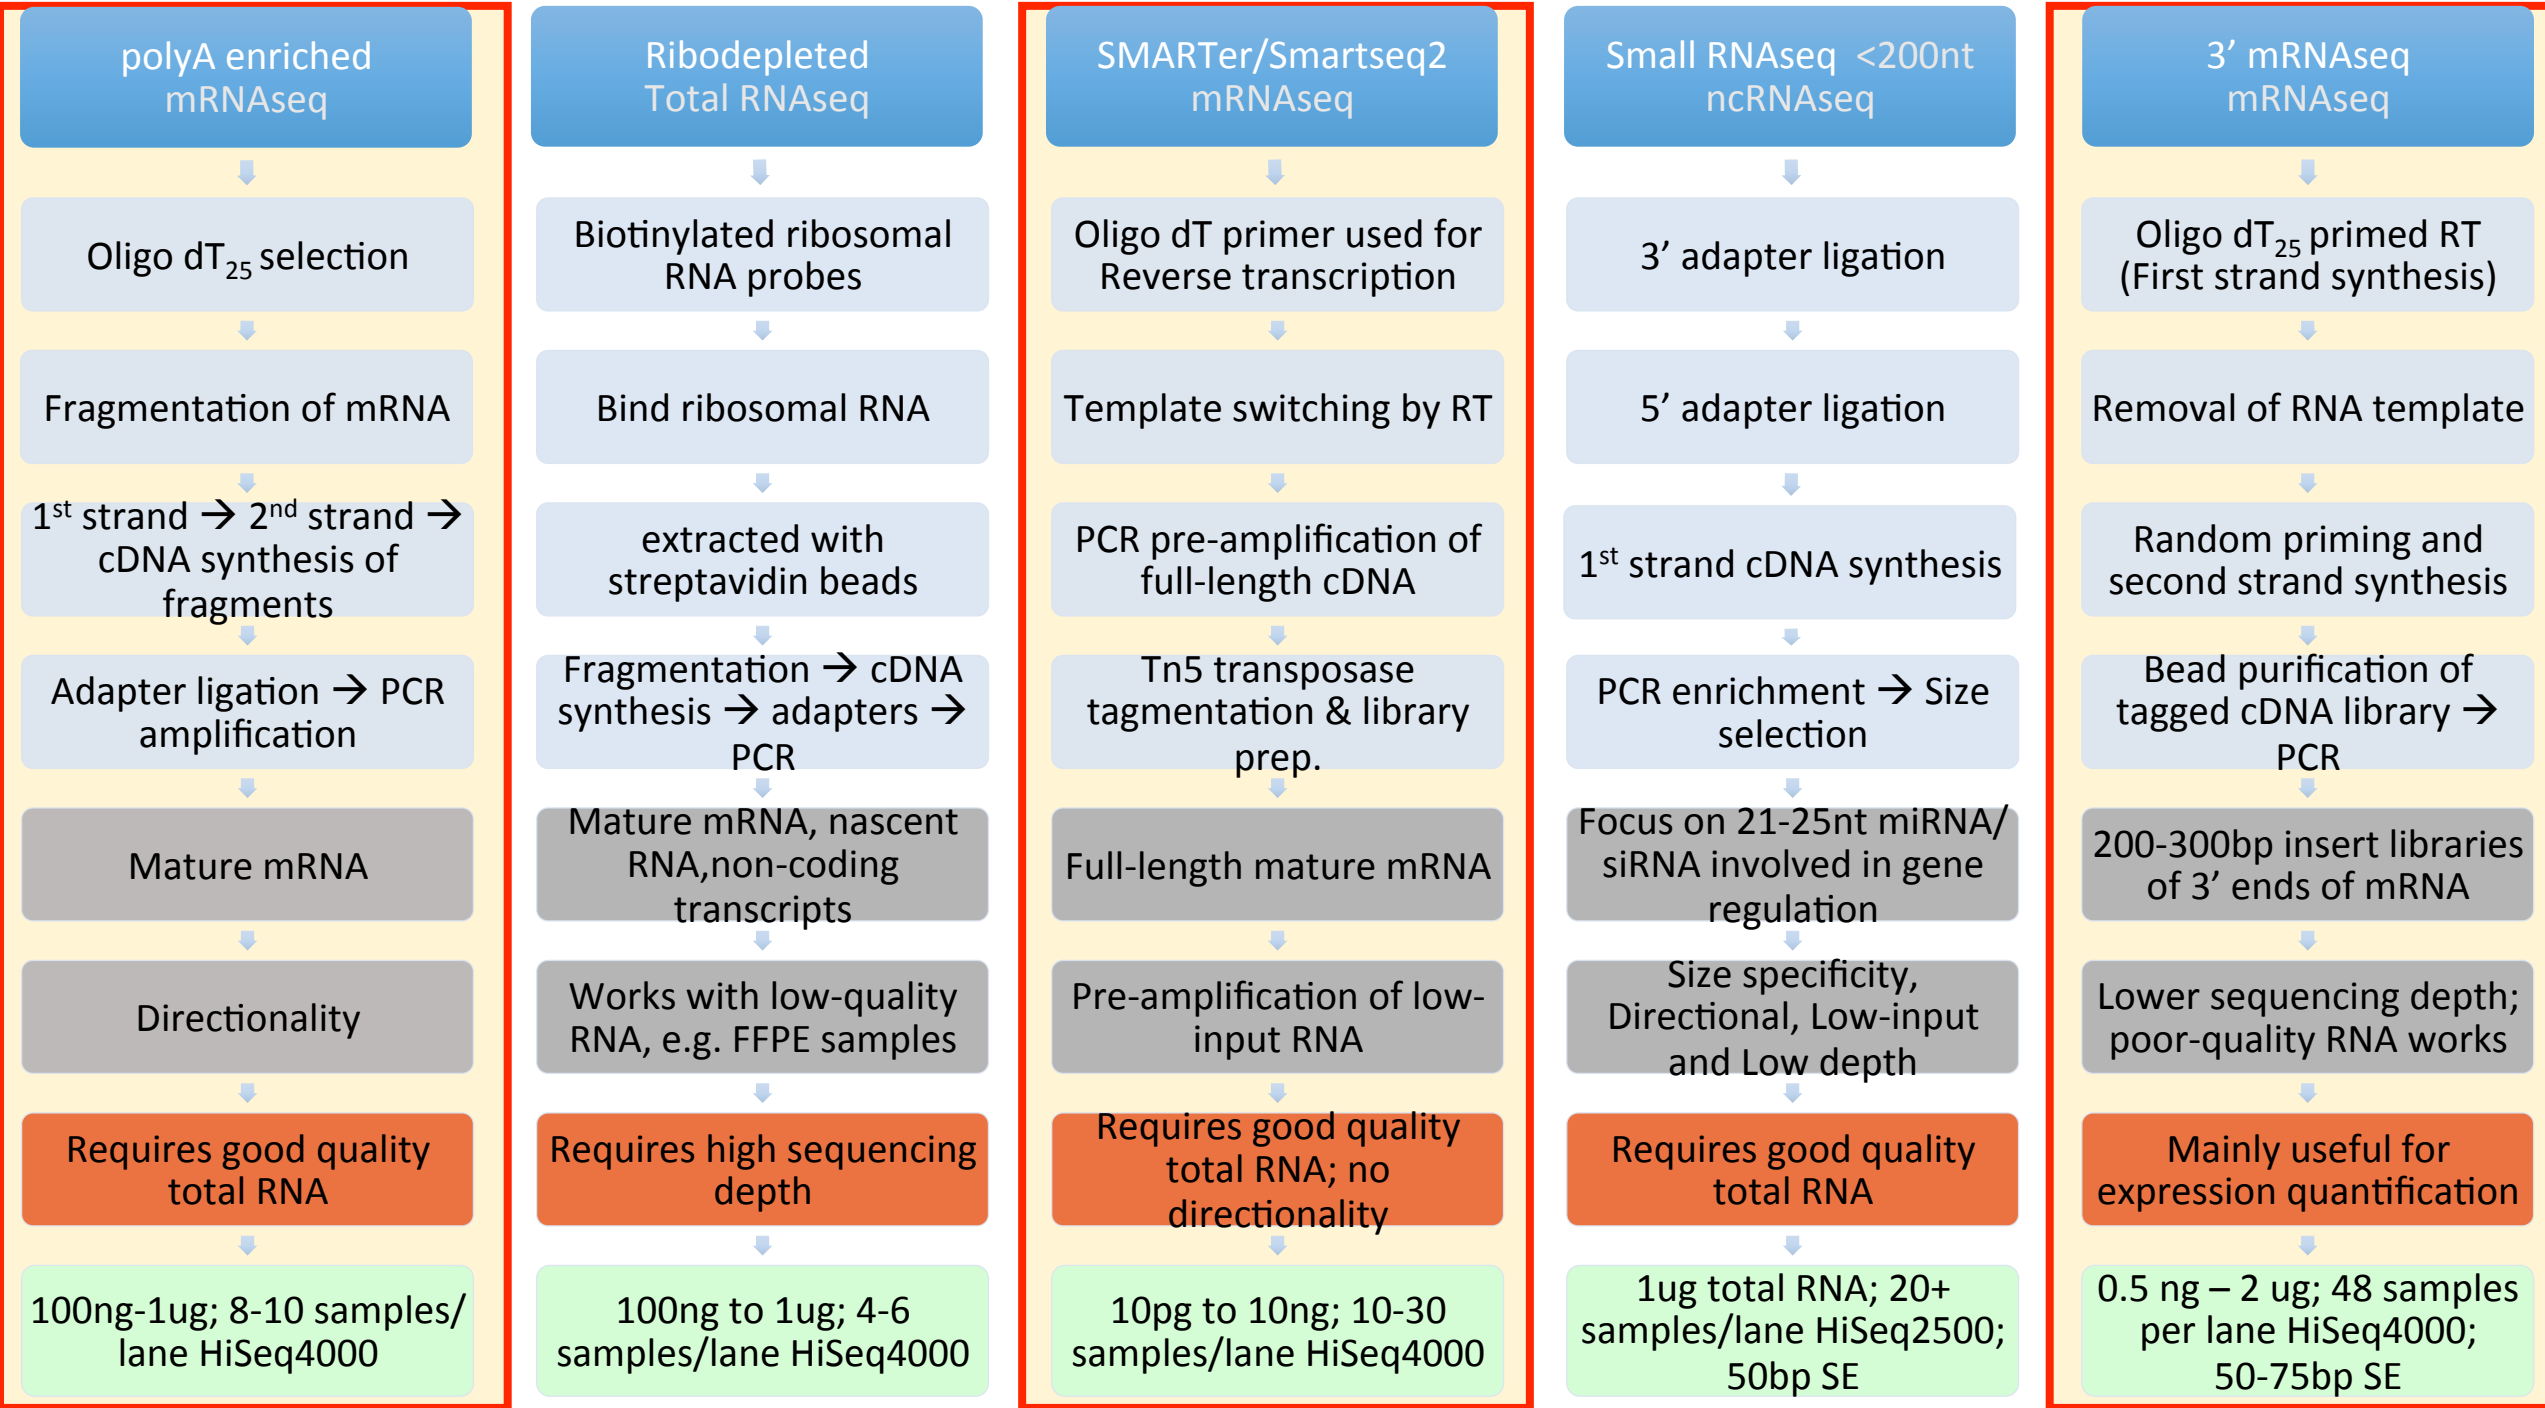 polyA enriched
mRNAseq
Oligo dT25 selection
Fragmentation of mRNA
1st strand → 2nd strand →
cDNA synthesis of
fragments
Adapter ligation → PCR
amplification
Mature mRNA
Directionality
Requires good quality
total RNA
100ng-1ug; 8-10 samples/
lane HiSeq4000
Ribodepleted
Total RNAseq
Biotinylated ribosomal
RNA probes
Bind ribosomal RNA
extracted with
streptavidin beads
Fragmentation → cDNA
synthesis → adapters →
PCR
Mature mRNA, nascent
RNA,non-coding
transcripts
Works with low-quality
RNA, e.g. FFPE samples
Requires high sequencing
depth
100ng to 1ug; 4-6
samples/lane HiSeq4000
SMARTer/Smartseq2
mRNAseq
Oligo dT primer used for
Reverse transcription
Template switching by RT
PCR pre-amplification of
full-length cDNA
Tn5 transposase
tagmentation & library
prep.
Full-length mature mRNA
Pre-amplification of low-
input RNA
Requires good quality
total RNA; no
directionality
10pg to 10ng; 10-30
samples/lane HiSeq4000
Small RNAseq <200nt
ncRNAseq
3’ adapter ligation
5’ adapter ligation
1st strand cDNA synthesis
PCR enrichment → Size
selection
Focus on 21-25nt miRNA/
siRNA involved in gene
regulation
Size specificity,
Directional, Low-input
and Low depth
Requires good quality
total RNA
1ug total RNA; 20+
samples/lane HiSeq2500;
50bp SE
3’ mRNAseq
mRNAseq
Oligo dT25 primed RT
(First strand synthesis)
Removal of RNA template
Random priming and
second strand synthesis
Bead purification of
tagged cDNA library →
PCR
200-300bp insert libraries
of 3’ ends of mRNA
Lower sequencing depth;
poor-quality RNA works
Mainly useful for
expression quantification
0.5 ng – 2 ug; 48 samples
per lane HiSeq4000;
50-75bp SE